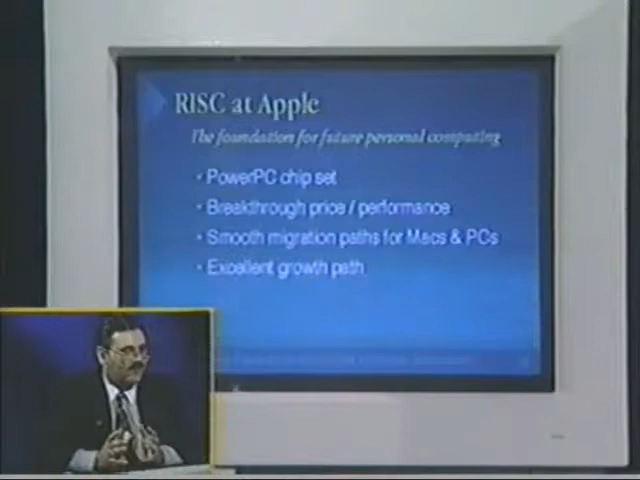 RISC at Apple
The foundation for future personal computing
• PowerPC chip set
• Breakthrough price / performance
• Smooth migration paths for Macs & PCs
• Excellent growth path